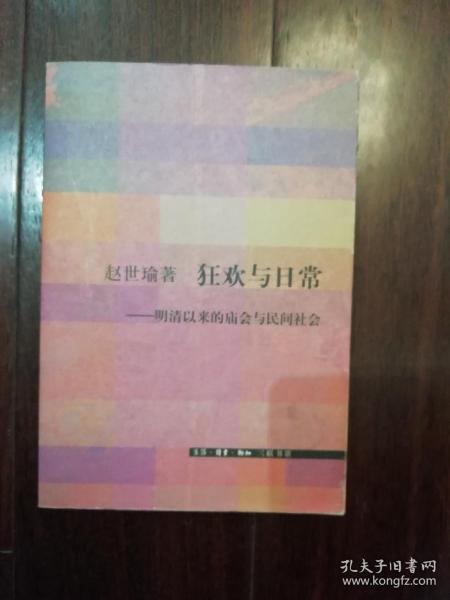 赵世瑜著 狂欢与日常
——明清以来的庙会与民间社会
生活·讀書·新知 三联书店
孔夫子旧书网
www.kongfz.com